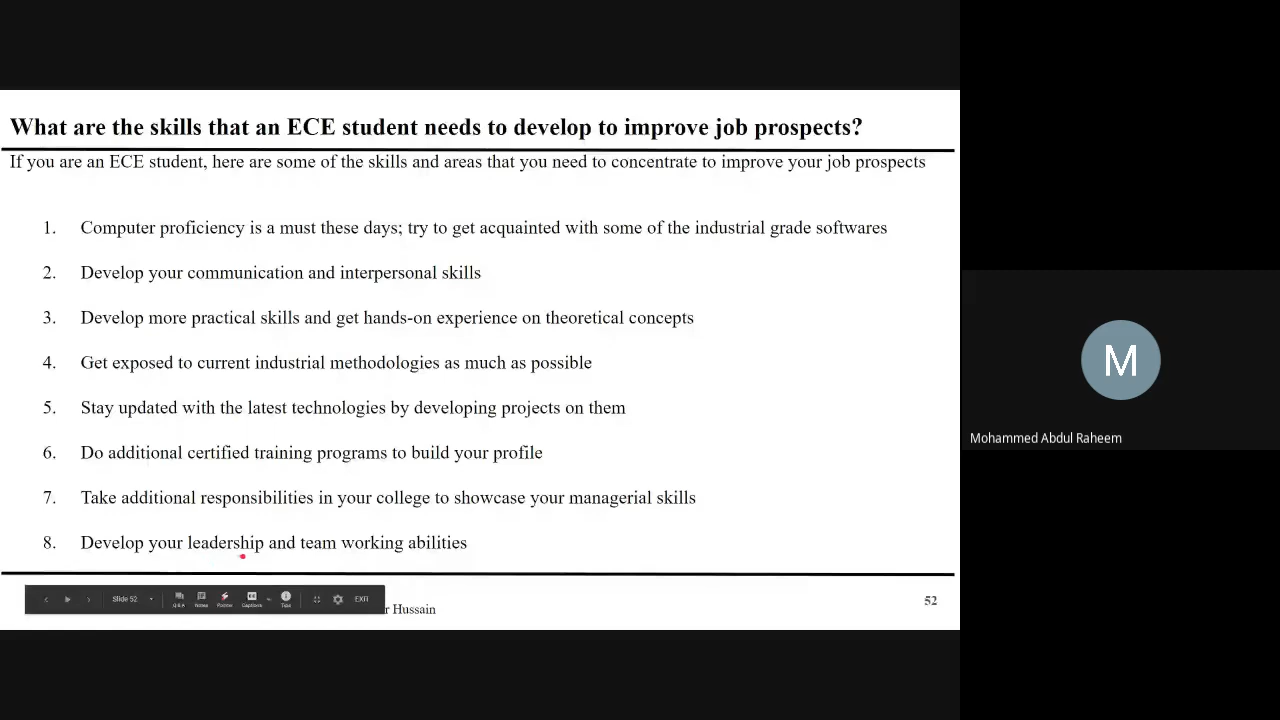 What are the skills that an ECE student needs to develop to improve job prospects?
If you are an ECE student, here are some of the skills and areas that you need to concentrate to improve your job prospects
1. Computer proficiency is a must these days; try to get acquainted with some of the industrial grade softwares
2. Develop your communication and interpersonal skills
3. Develop more practical skills and get hands-on experience on theoretical concepts
4. Get exposed to current industrial methodologies as much as possible
5. Stay updated with the latest technologies by developing projects on them
6. Do additional certified training programs to build your profile
7. Take additional responsibilities in your college to showcase your managerial skills
8. Develop your leadership and team working abilities
Slide 52
Q&A Notes Pointer Captions Tips EXIT
r Hussain
52
M
Mohammed Abdul Raheem